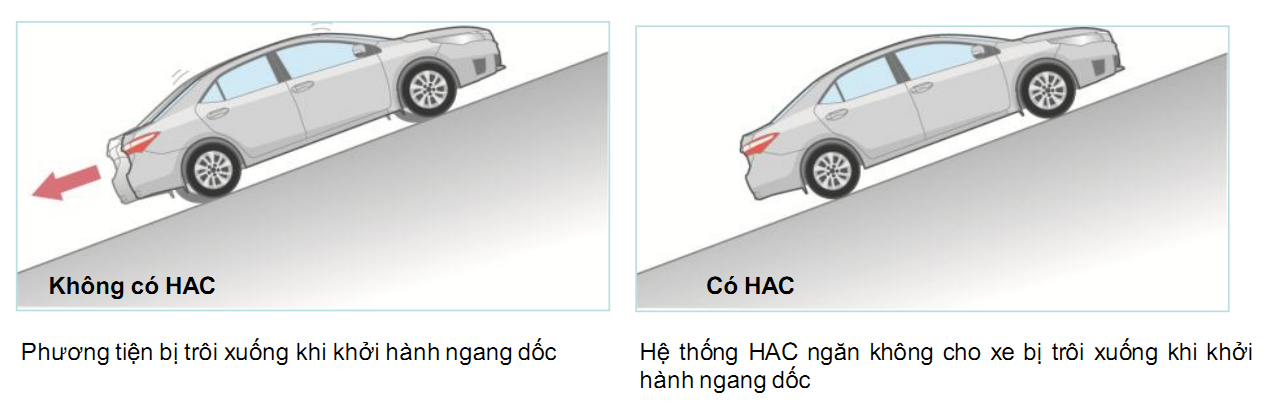 Không có HAC
Có HAC
Phương tiện bị trôi xuống khi khởi hành ngang dốc
Hệ thống HAC ngăn không cho xe bị trôi xuống khi khởi
hành ngang dốc